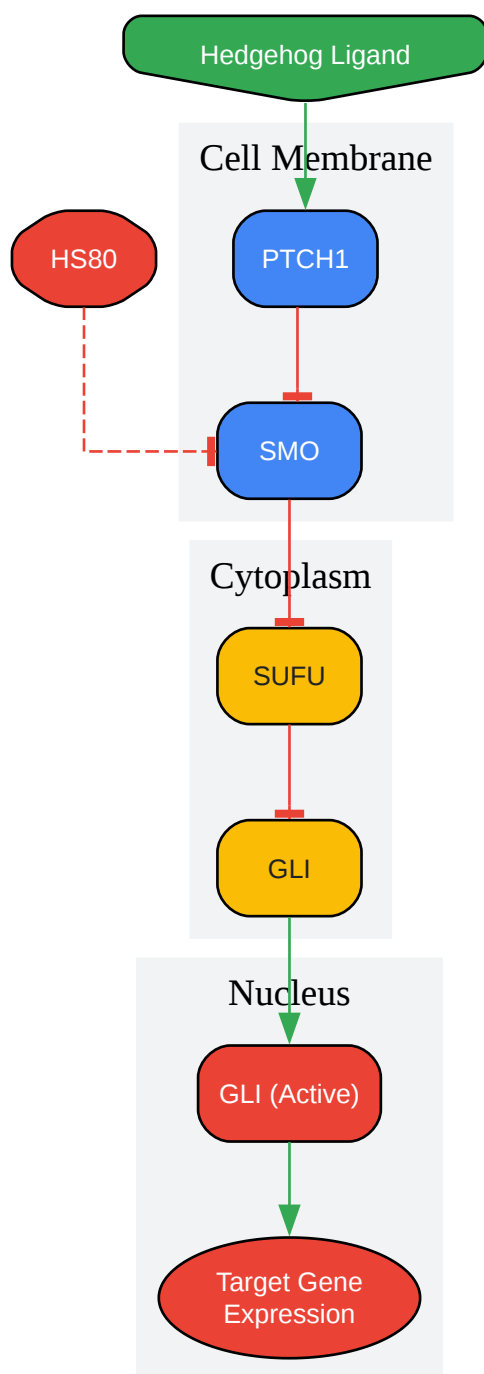 Hedgehog Ligand
Cell Membrane
HS80
PTCH1
SMO
Cytoplasm
SUFU
GLI
Nucleus
GLI (Active)
Target Gene
Expression